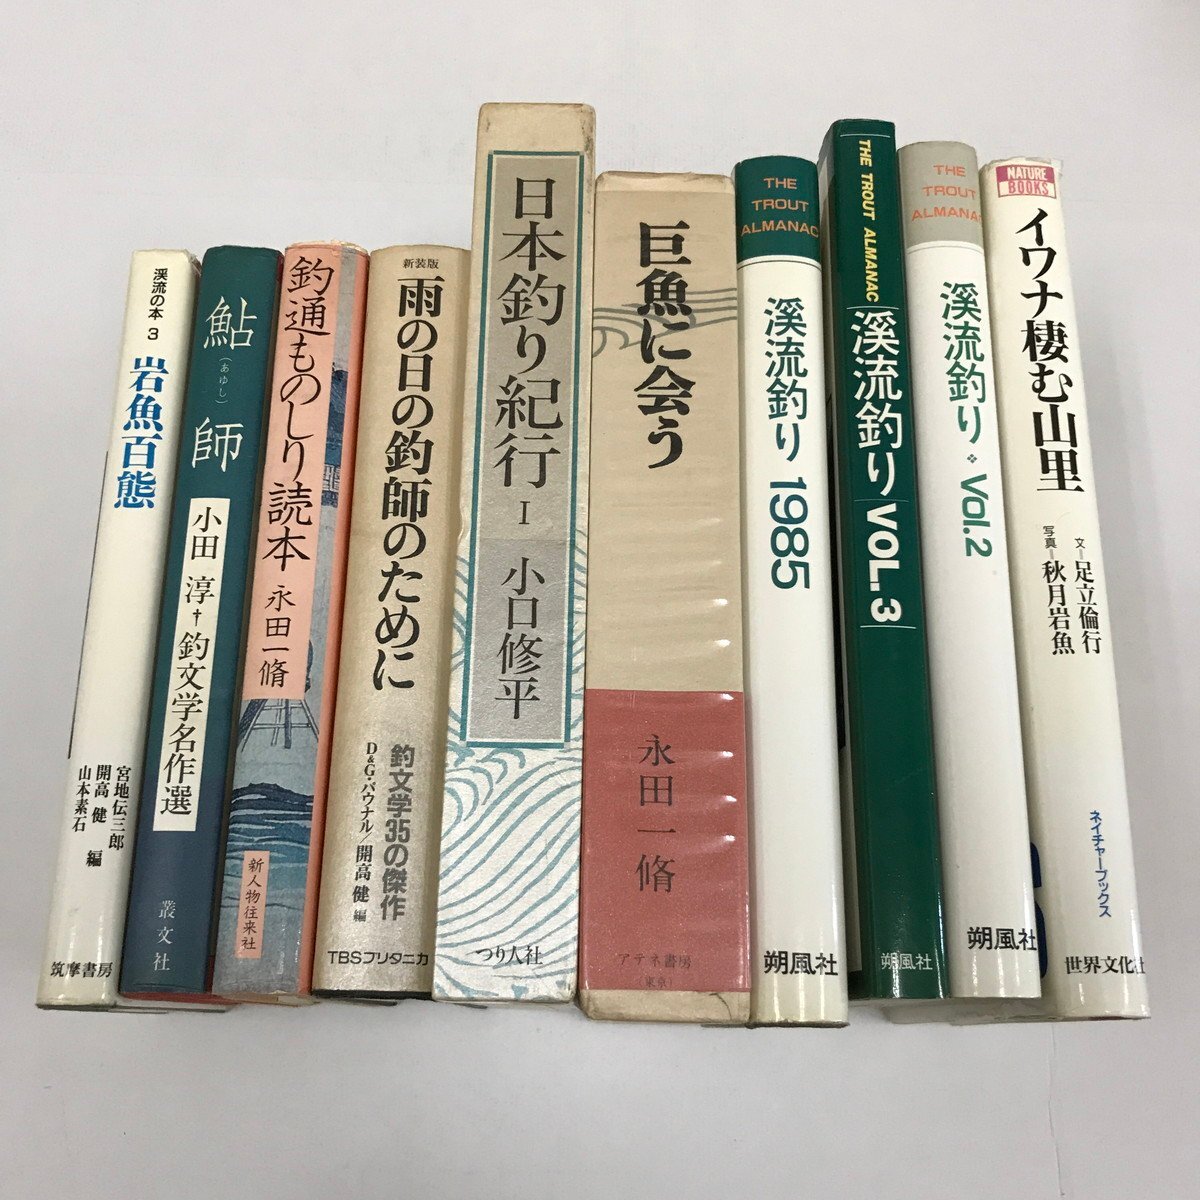 渓流の本 3
岩魚百態
宮地伝三郎
開高 健 編
山本素石
筑摩書房
鮎師
(あゆし)
小田 淳† 釣文学名作選
叢文社
釣通ものしり読本
永田一脩
新人物往来社
新装版
雨の日の釣師のために
釣文学35の傑作
D&G・パウナル/開高 健 編
TBSブリタニカ
日本釣り紀行 I
小口修平
つり人社
巨魚に会う
永田一脩
アテネ書房
(東京)
THE
TROUT
ALMANAC
溪流釣り 1985
朔風社
THE TROUT ALMANAC
溪流釣り VOL.3
朔風社
THE
TROUT
ALMANAC
溪流釣り Vol.2
朔風社
NATURE
BOOKS
イワナ棲む山里
文=足立倫行
写真=秋月岩魚
ネイチャーブックス
世界文化社